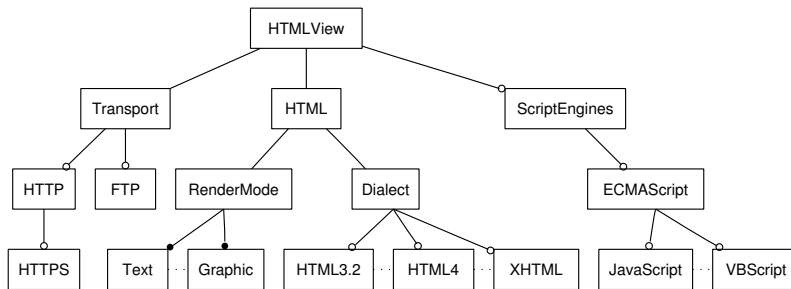 HTMLView
Transport HTML ScriptEngines
HTTP FTP RenderMode Dialect ECMAScript
HTTPS Text Graphic HTML3.2 HTML4 XHTML JavaScript VBScript